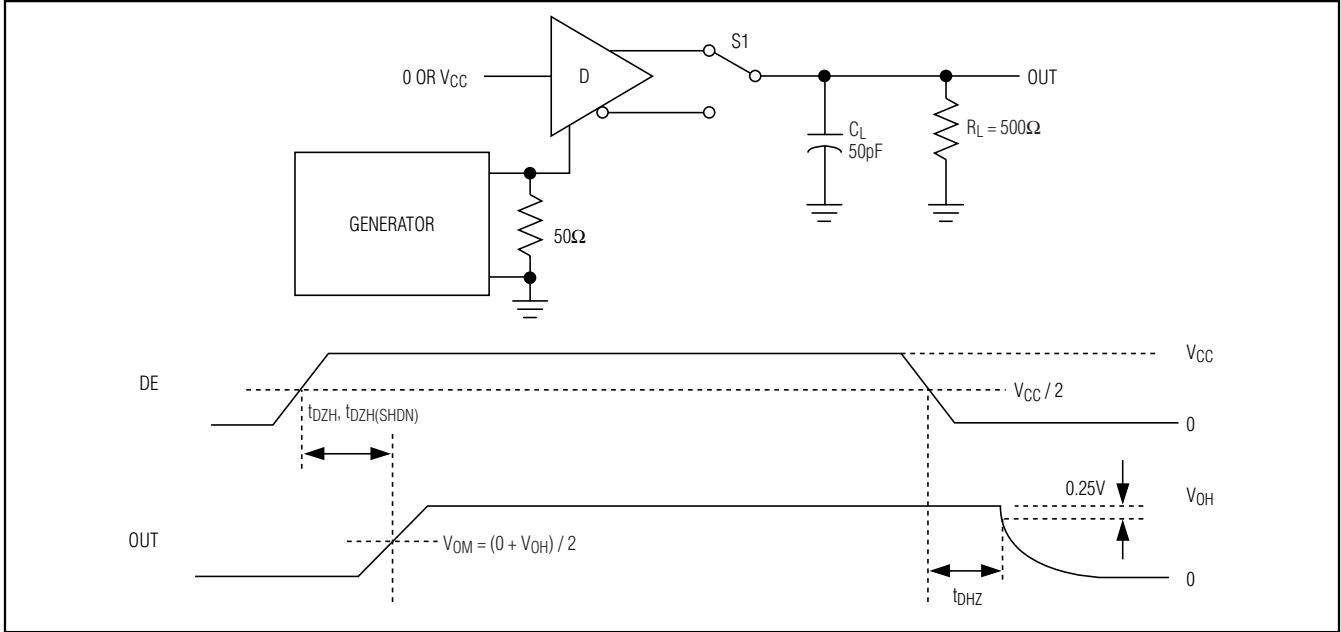 S1
0 OR VCC
D
OUT
CL
50pF
RL = 500Ω
GENERATOR
50Ω
DE
VCC
VCC / 2
tDZH, tDZH(SHDN)
0
0.25V
VOH
OUT
VOM = (0 + VOH) / 2
0
tDHZ